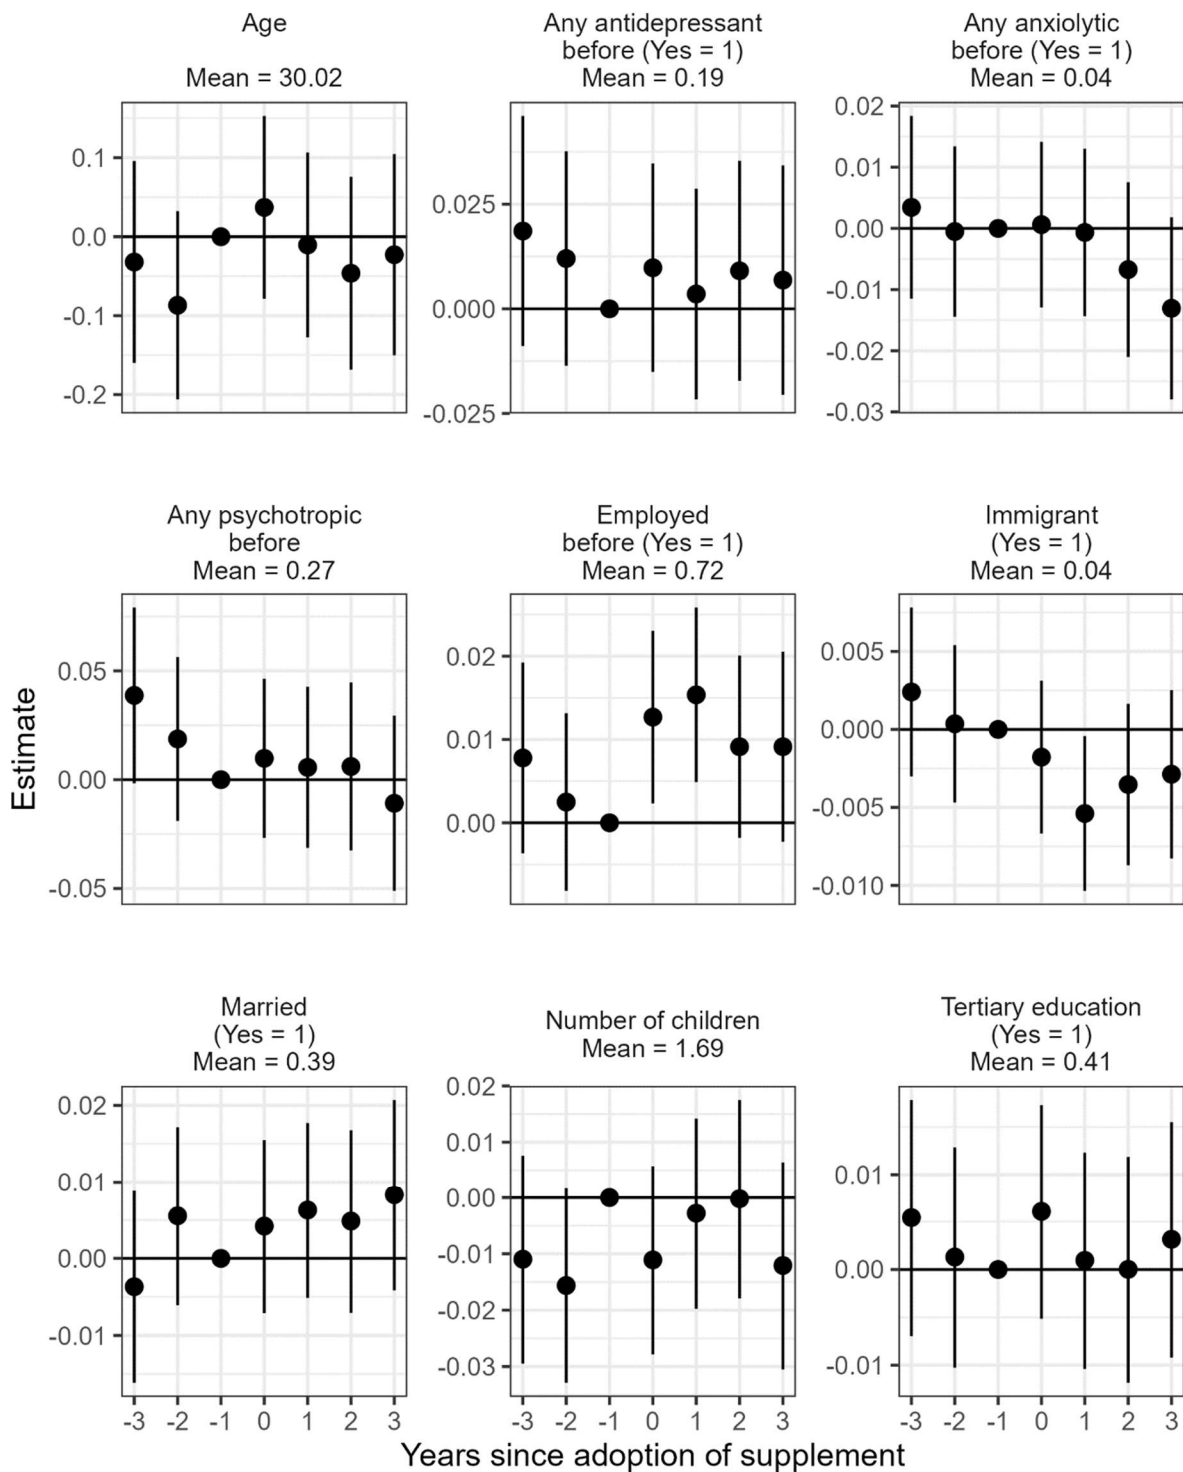 Age
Mean = 30.02
Any antidepressant
before (Yes = 1)
Mean = 0.19
Any anxiolytic
before (Yes = 1)
Mean = 0.04
0.1
0.0
-0.1
-0.2
0.025
0.000
-0.025
0.02
0.01
0.00
-0.01
-0.02
-0.03
Any psychotropic
before
Mean = 0.27
Employed
before (Yes = 1)
Mean = 0.72
Immigrant
(Yes = 1)
Mean = 0.04
Estimate
0.05
0.00
-0.05
0.02
0.01
0.00
0.005
0.000
-0.005
-0.010
Married
(Yes = 1)
Mean = 0.39
Number of children
Mean = 1.69
Tertiary education
(Yes = 1)
Mean = 0.41
0.02
0.01
0.00
-0.01
0.02
0.01
0.00
-0.01
-0.02
-0.03
0.01
0.00
-0.01
-3 -2 -1 0 1 2 3
-3 -2 -1 0 1 2 3
-3 -2 -1 0 1 2 3
Years since adoption of supplement